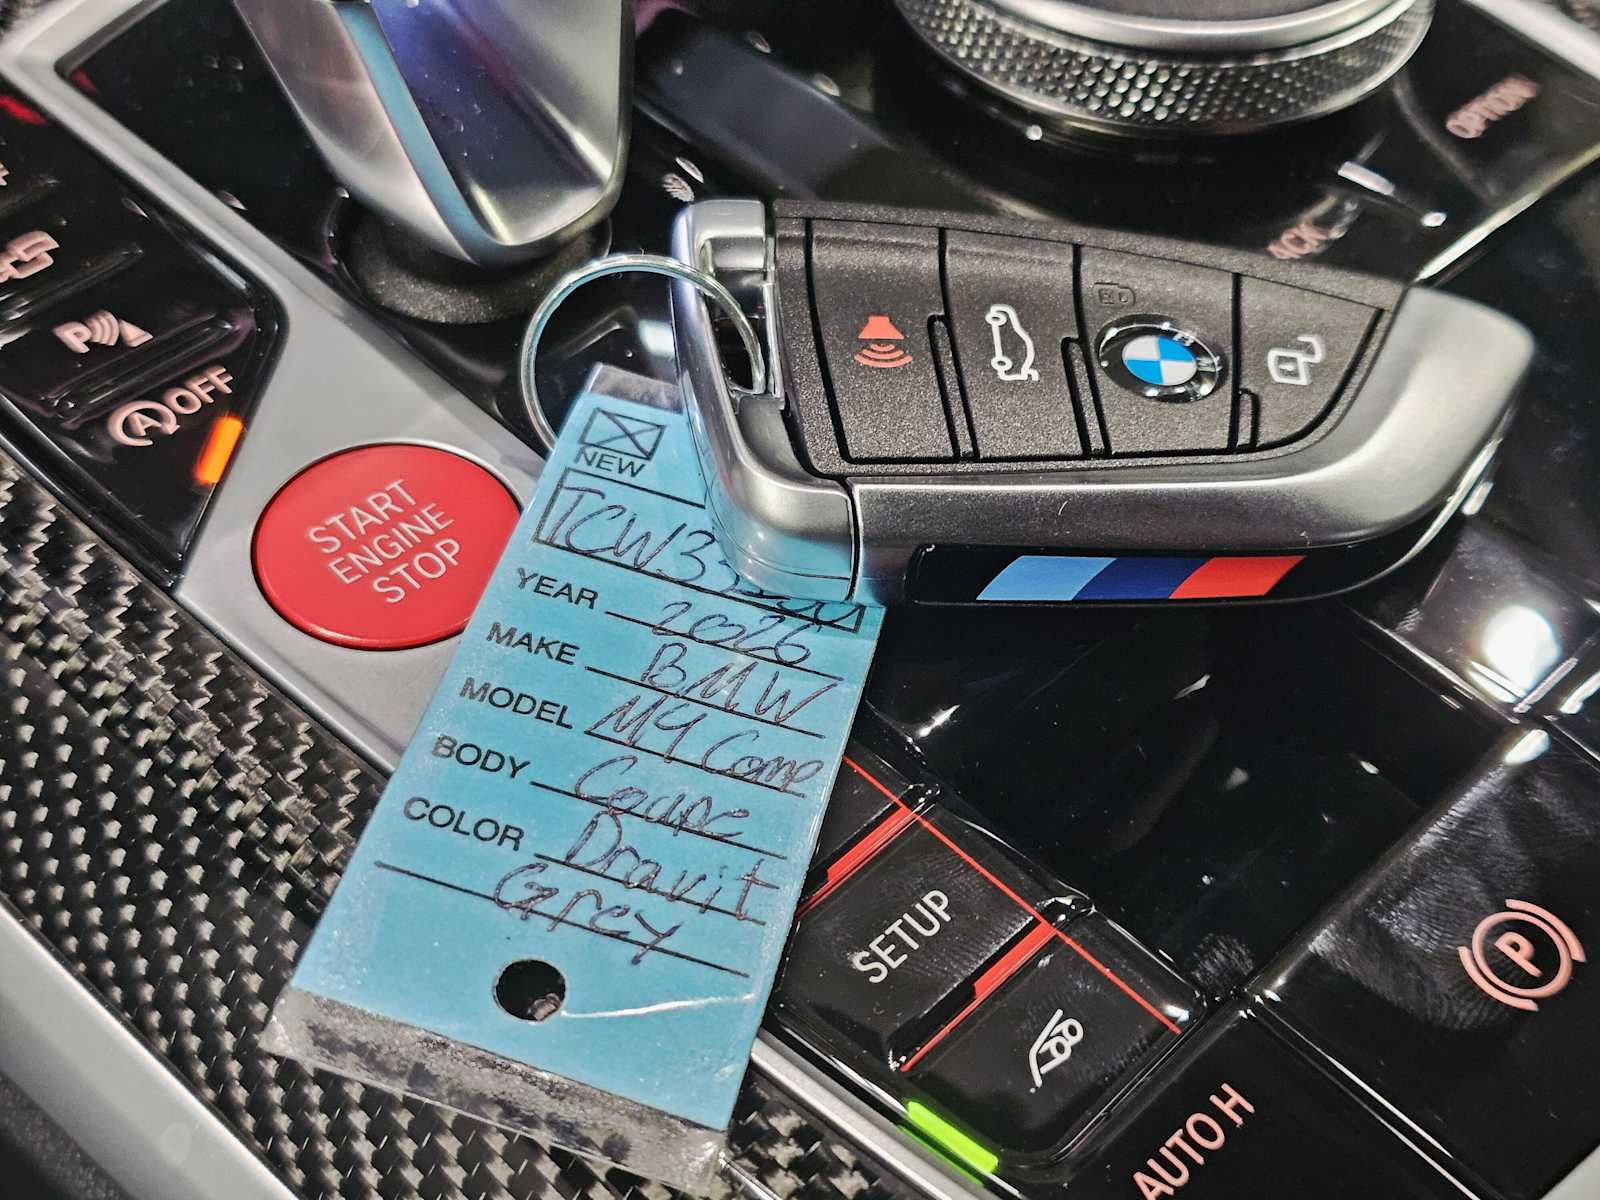 OPTION
P
OFF
START
ENGINE
STOP
NEW
YEAR 2026
MAKE BMW
MODEL M4 Comp
BODY Coupe
COLOR Dravit
Grey
BMW
SETUP
P
AUTO H